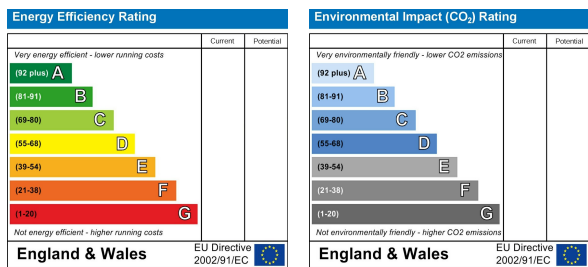 Energy Efficiency Rating
Current Potential
Very energy efficient - lower running costs
(92 plus) A
(81-91) B
(69-80) C
(55-68) D
(39-54) E
(21-38) F
(1-20) G
Not energy efficient - higher running costs
England & Wales
EU Directive
2002/91/EC
Environmental Impact (CO₂) Rating
Current Potential
Very environmentally friendly - lower CO2 emissions
(92 plus) A
(81-91) B
(69-80) C
(55-68) D
(39-54) E
(21-38) F
(1-20) G
Not environmentally friendly - higher CO2 emissions
England & Wales
EU Directive
2002/91/EC